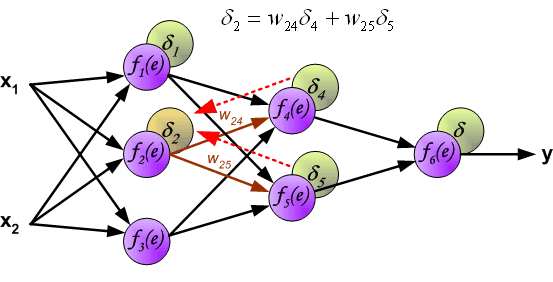 δ₂ = w₂₄δ₄ + w₂₅δ₅
δ₁
f₁(e)
x₁
δ₄
w₂₄
f₄(e)
δ₂
f₂(e)
δ
f₆(e)
y
w₂₅
δ₅
f₅(e)
x₂
f₃(e)